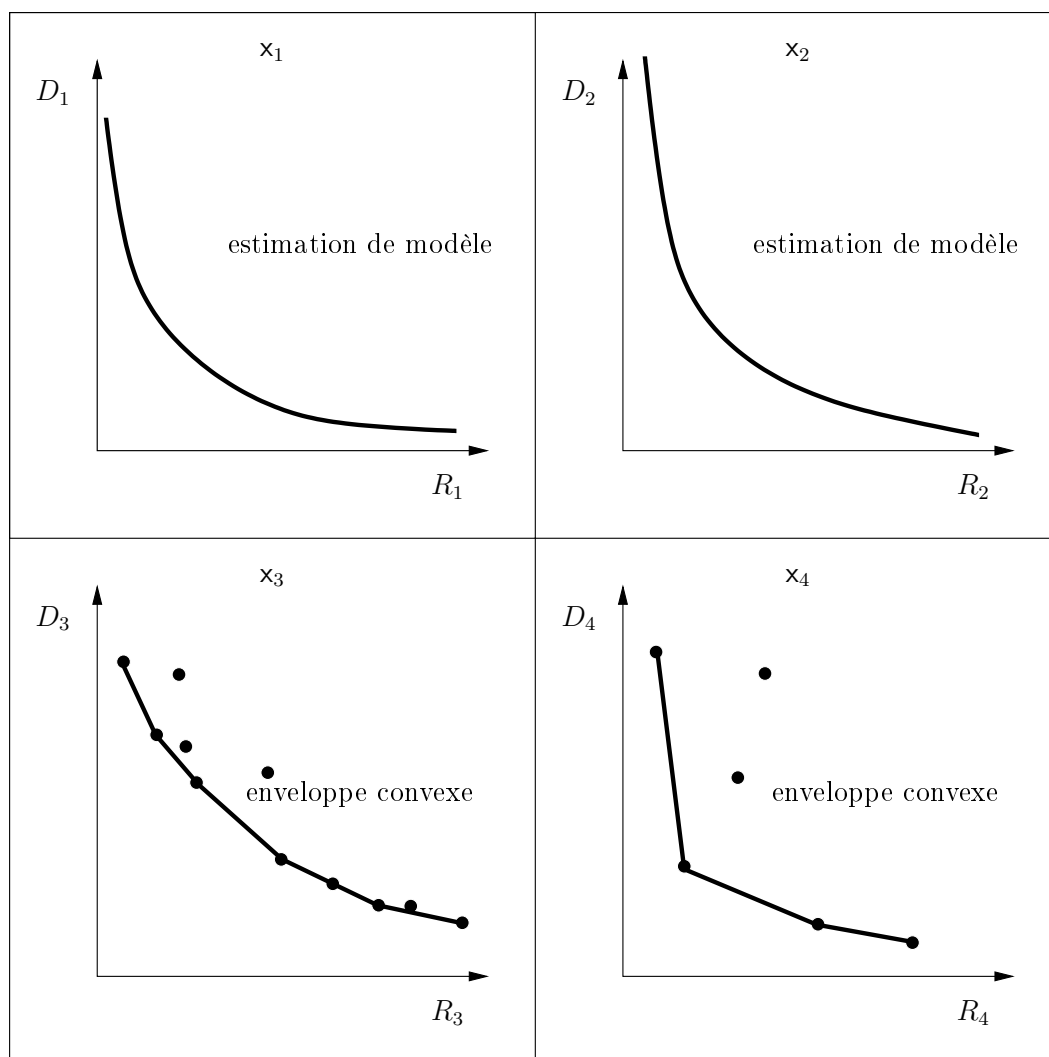 x₁
D₁
estimation de modèle
R₁
x₂
D₂
estimation de modèle
R₂
x₃
D₃
enveloppe convexe
R₃
x₄
D₄
enveloppe convexe
R₄